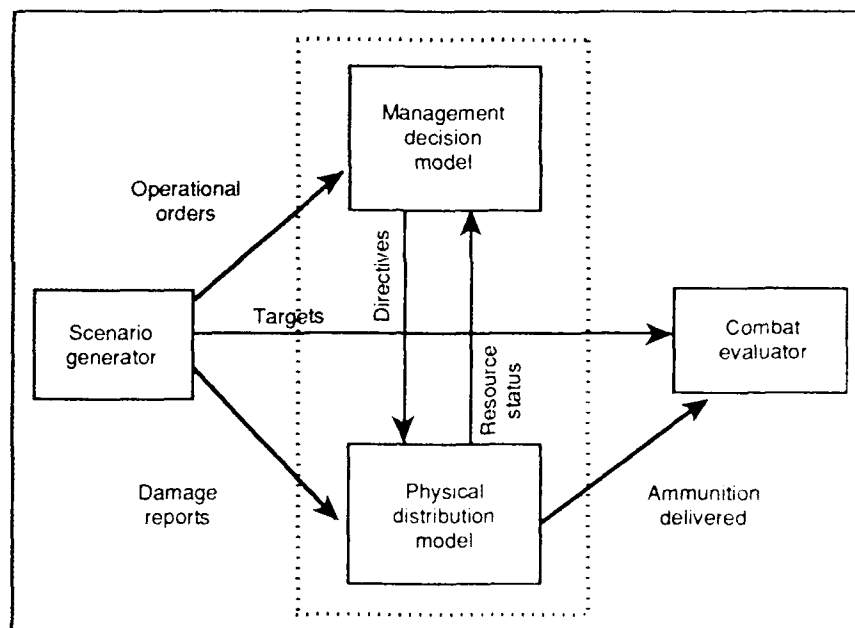 Management
decision
model
Operational
orders
Directives
Scenario
generator
Targets
Combat
evaluator
Resource
status
Damage
reports
Physical
distribution
model
Ammunition
delivered